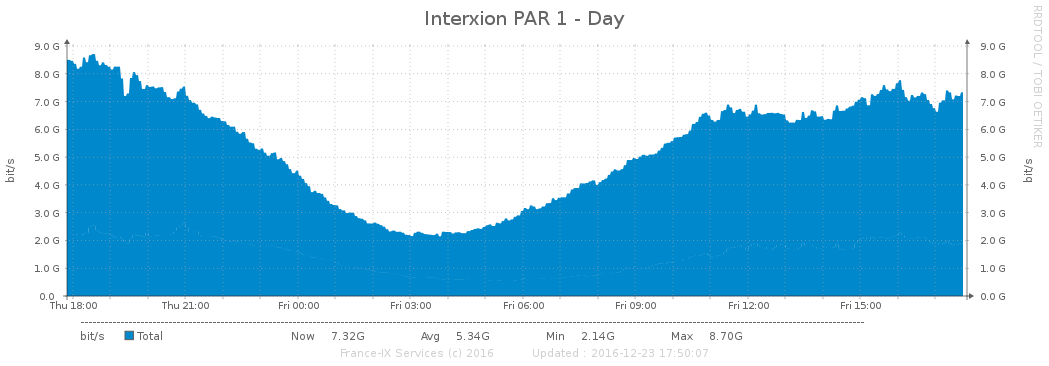 Interxion PAR 1 - Day
RRDTOOL / TOBI OETIKER
bit/s
9.0 G
8.0 G
7.0 G
6.0 G
5.0 G
4.0 G
3.0 G
2.0 G
1.0 G
0.0
9.0 G
8.0 G
7.0 G
6.0 G
5.0 G
4.0 G
3.0 G
2.0 G
1.0 G
0.0 G
bit/s
Thu 18:00 Thu 21:00 Fri 00:00 Fri 03:00 Fri 06:00 Fri 09:00 Fri 12:00 Fri 15:00
bit/s Total Now 7.32G Avg 5.34G Min 2.14G Max 8.70G
France-IX Services (c) 2016 Updated : 2016-12-23 17:50:07